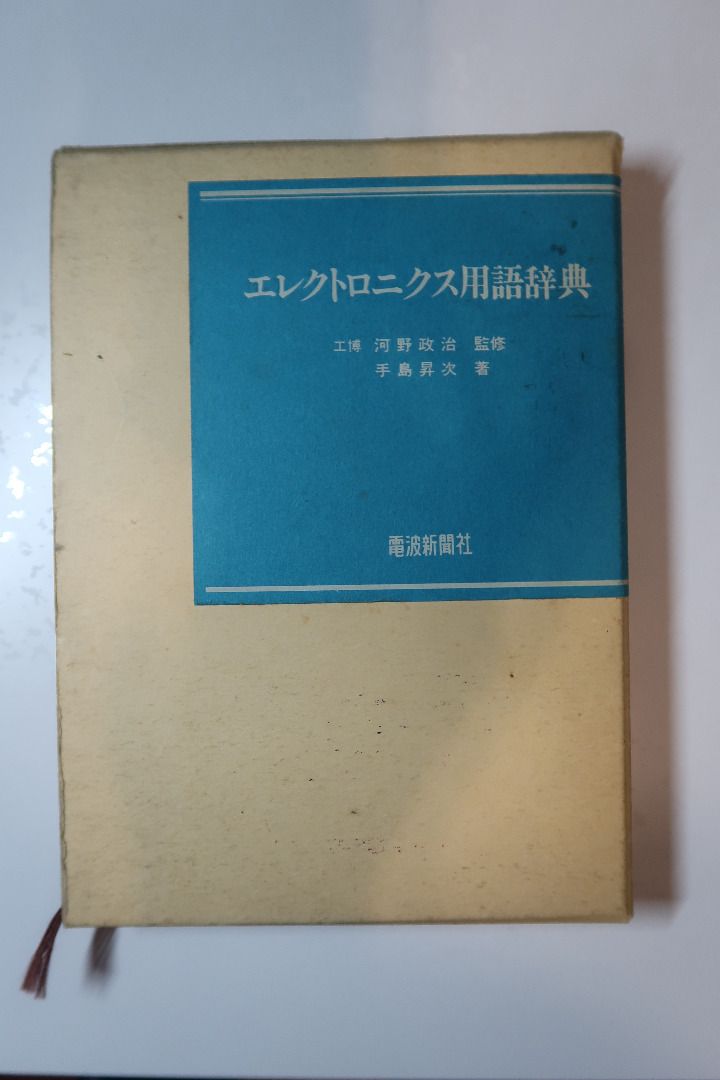 エレクトロニクス用語辞典
工博 河野政治 監修
手島昇次 著
電波新聞社